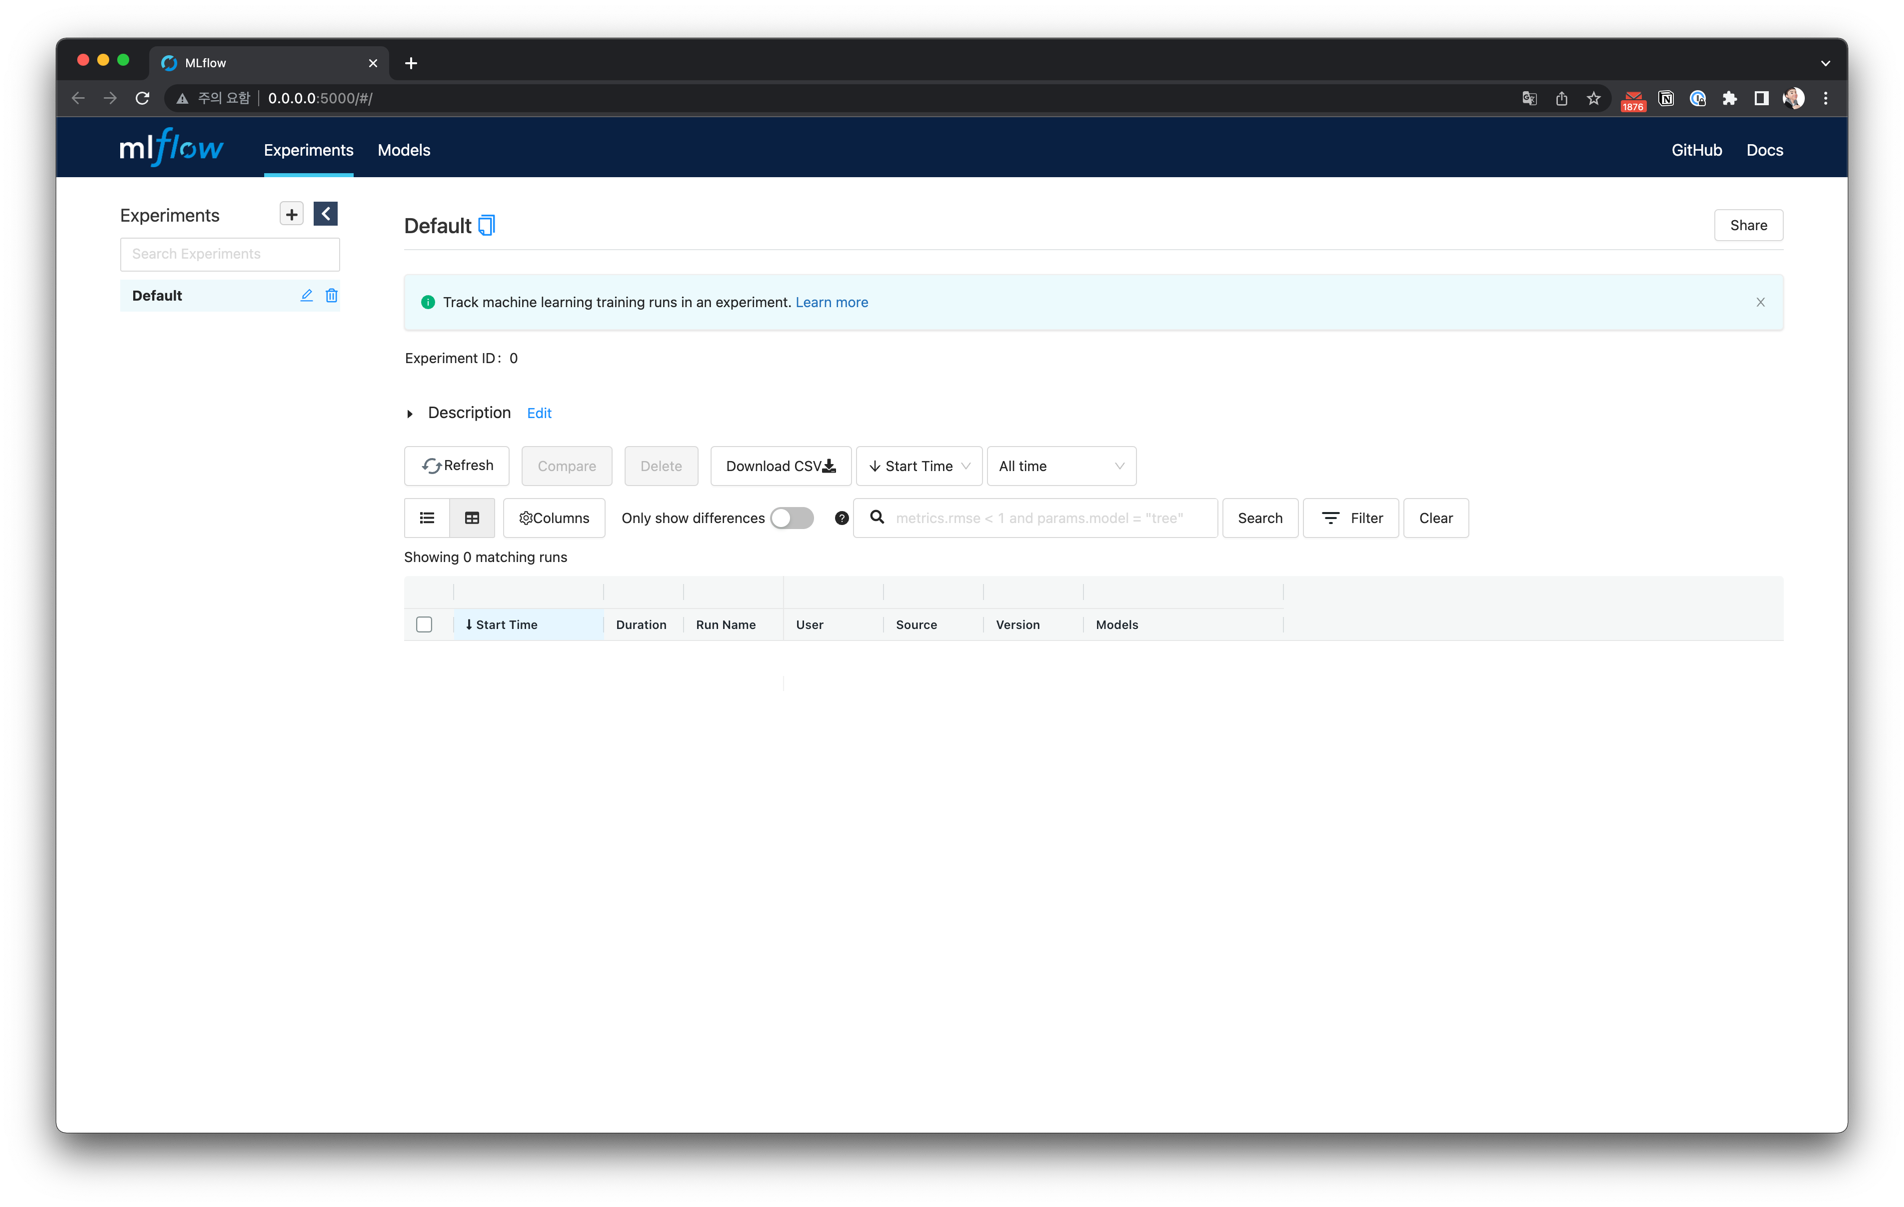 MLflow
주의 요함 0.0.0.0:5000/#/
1876
mlflow Experiments Models GitHub Docs
Experiments
Search Experiments
Default
Default
Share
Track machine learning training runs in an experiment. Learn more
Experiment ID: 0
Description Edit
Refresh Compare Delete Download CSV Start Time All time
Columns Only show differences metrics.rmse < 1 and params.model = "tree" Search Filter Clear
Showing 0 matching runs
Start Time Duration Run Name User Source Version Models